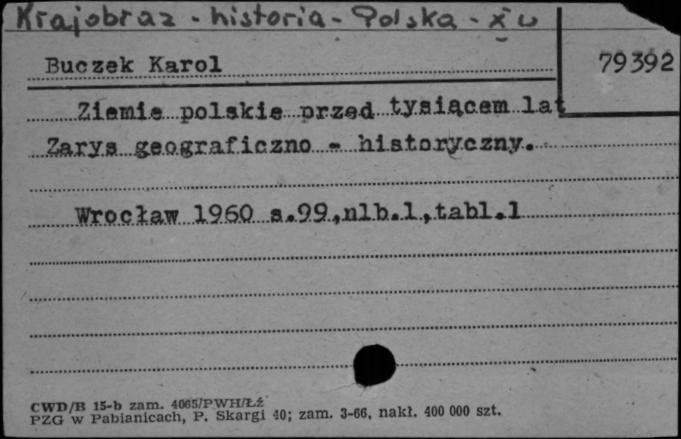 Krajobraz - historia - Polska - X w
Buczek Karol
79392
Ziemie polskie przed tysiącem lat
Zarys geograficzno - historyczny.
Wrocław 1960 s.99,nlb.1,tabl.1
CWD/B 15-b zam. 4065/PWH/Łź
PZG w Pabianicach, P. Skargi 40; zam. 3-66, nakł. 400 000 szt.